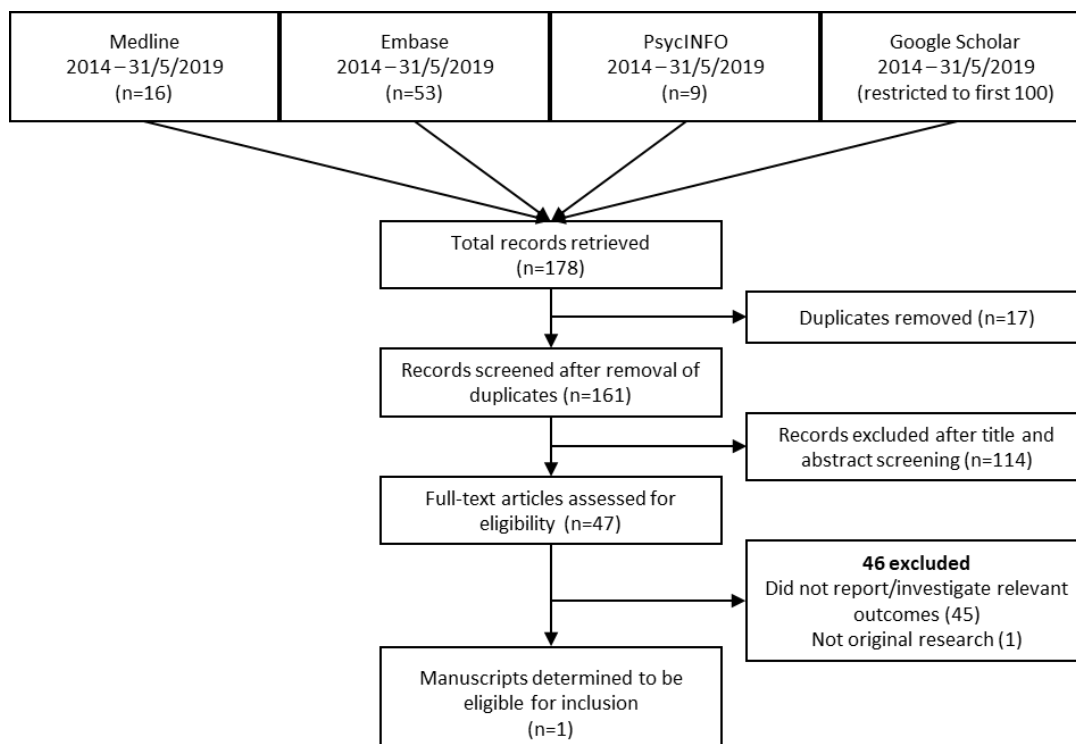 Medline
2014 – 31/5/2019
(n=16)
Embase
2014 – 31/5/2019
(n=53)
PsycINFO
2014 – 31/5/2019
(n=9)
Google Scholar
2014 – 31/5/2019
(restricted to first 100)
Total records retrieved
(n=178)
Duplicates removed (n=17)
Records screened after removal of
duplicates (n=161)
Records excluded after title and
abstract screening (n=114)
Full-text articles assessed for
eligibility (n=47)
46 excluded
Did not report/investigate relevant
outcomes (45)
Not original research (1)
Manuscripts determined to be
eligible for inclusion
(n=1)